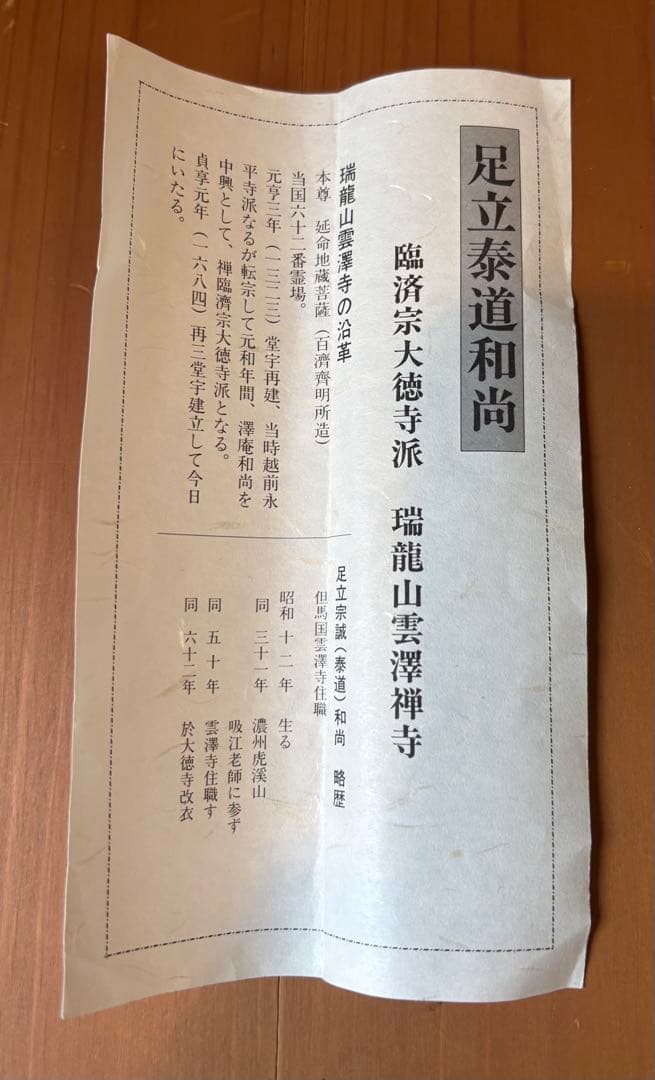 足立泰道和尚
臨済宗大徳寺派　瑞龍山雲澤禅寺
瑞龍山雲澤寺の沿革
本尊　延命地蔵菩薩（百濟齊明所造）
当国六十二番霊場。
元亨三年（一三二三）堂宇再建、当時越前永
平寺派なるが転宗して元和年間、澤庵和尚を
中興として、禅臨濟宗大徳寺派となる。
貞享元年（一六八四）再三堂宇建立して今日
にいたる。
足立宗誠（泰道）和尚　略歴
但馬国雲澤寺住職
昭和　十二年　生る
同　三十一年　濃州虎溪山
吸江老師に参ず
同　五十年　雲澤寺住職す
同　六十二年　於大徳寺改衣